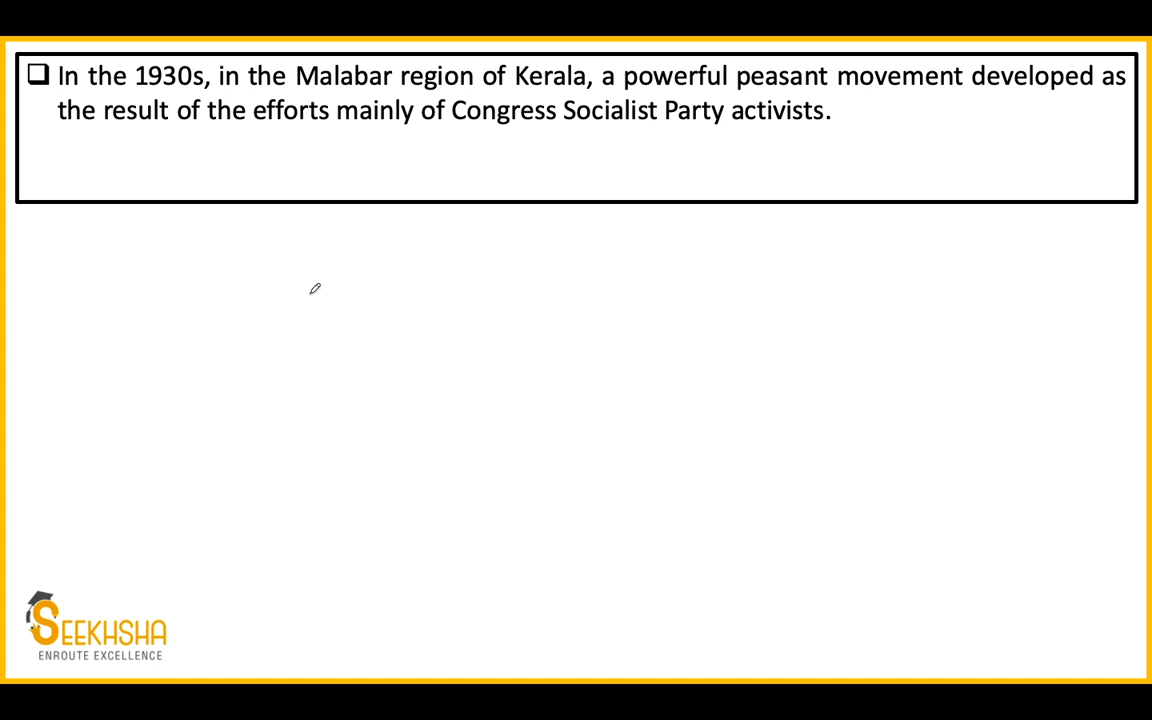 In the 1930s, in the Malabar region of Kerala, a powerful peasant movement developed as
the result of the efforts mainly of Congress Socialist Party activists.
SEEKHSHA
ENROUTE EXCELLENCE